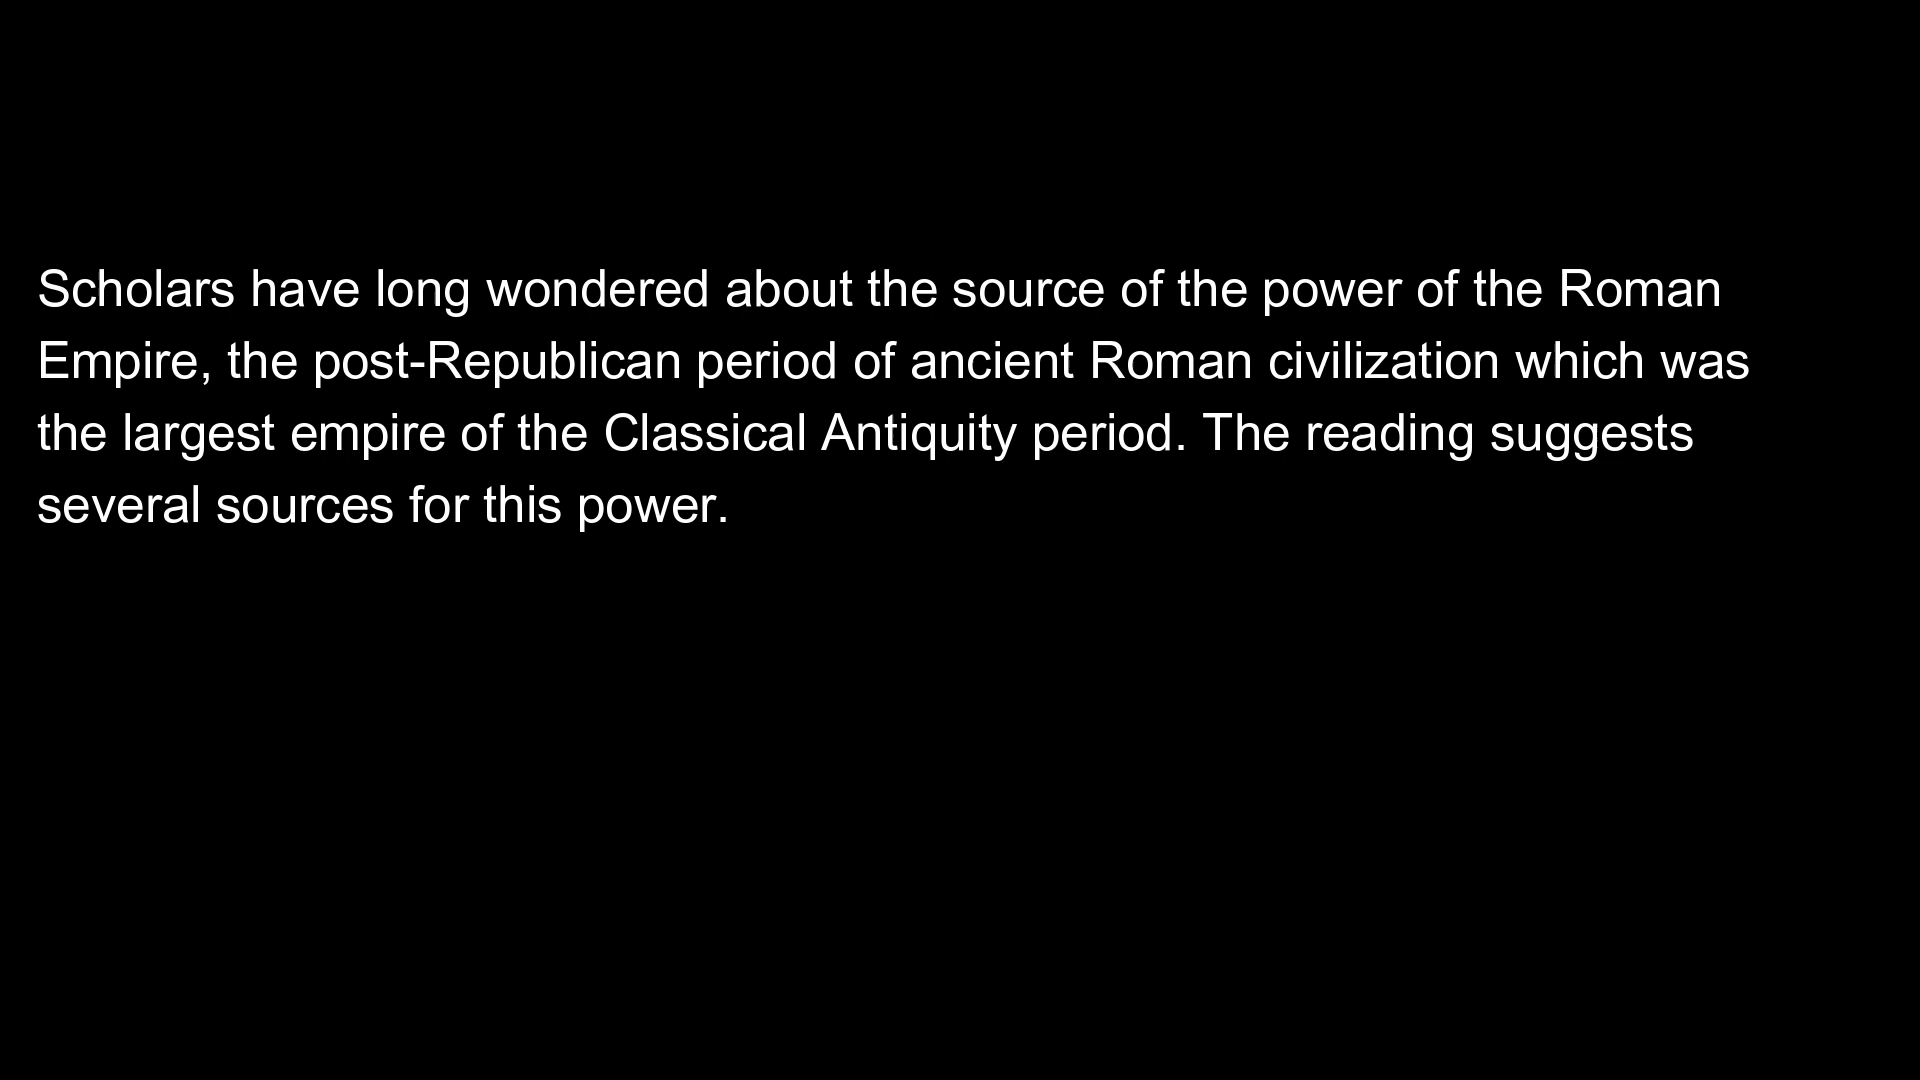 Scholars have long wondered about the source of the power of the Roman
Empire, the post-Republican period of ancient Roman civilization which was
the largest empire of the Classical Antiquity period. The reading suggests
several sources for this power.